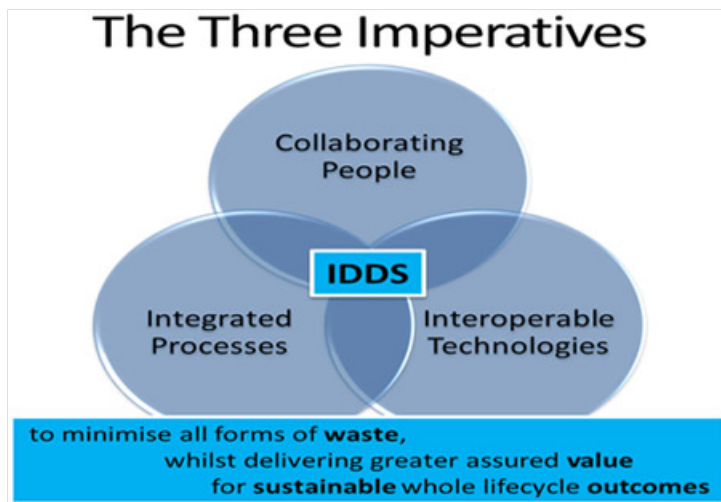 The Three Imperatives
Collaborating
People
IDDS
Integrated
Processes
Interoperable
Technologies
to minimise all forms of waste,
whilst delivering greater assured value
for sustainable whole lifecycle outcomes